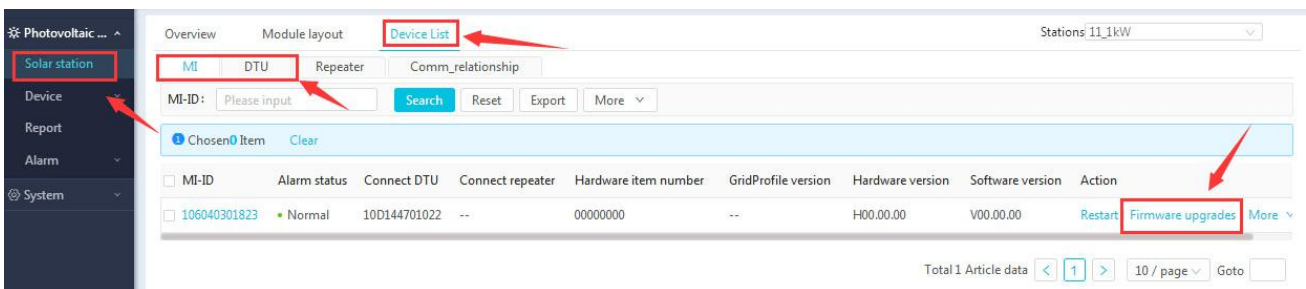 Photovoltaic ...
Solar station
Device
Report
Alarm
System
Overview Module layout Device List Stations 11_1kW
MI DTU Repeater Comm_relationship
MI-ID: Please input Search Reset Export More
Chosen0 Item Clear
MI-ID Alarm status Connect DTU Connect repeater Hardware item number GridProfile version Hardware version Software version Action
106040301823 Normal 10D144701022 -- 00000000 -- H00.00.00 V00.00.00 Restart Firmware upgrades More
Total 1 Article data < 1 > 10 / page Goto